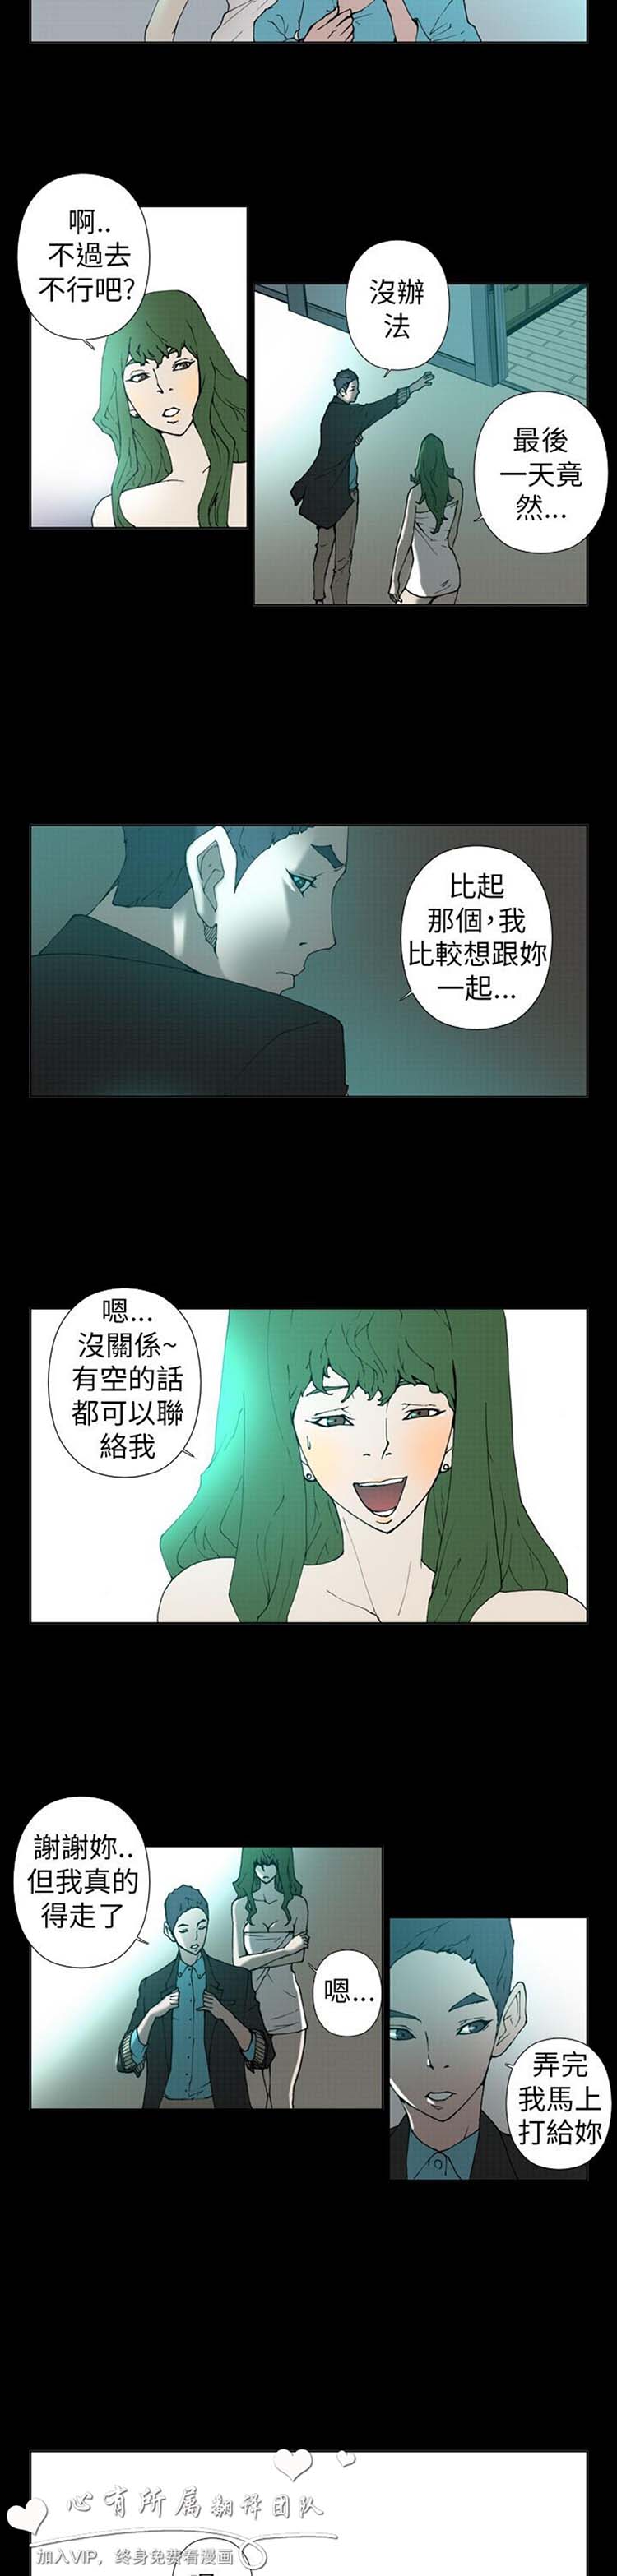 啊..
不過去
不行吧?
沒辦
法
最後
一天竟
然...
比起
那個,我
比較想跟妳
一起...
嗯...
沒關係~
有空的話
都可以聯
絡我
謝謝妳..
但我真的
得走了
嗯...
弄完
我馬上
打給妳
心有所属翻译团队
加入VIP，终身免费看漫画